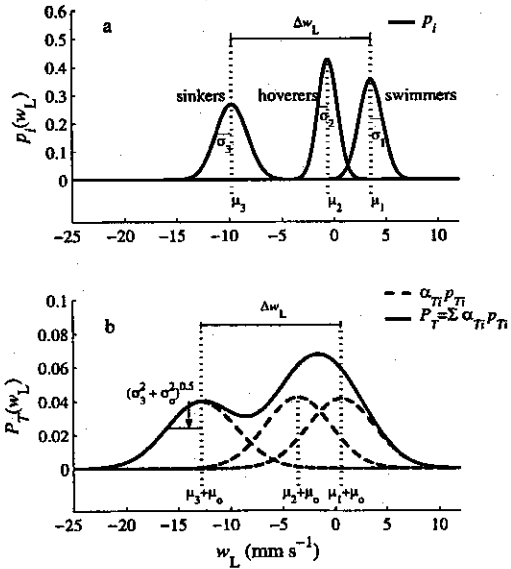 a
Δw_L
p_i
sinkers
hoverers
swimmers
σ_3
σ_2
σ_1
μ_3
μ_2
μ_1
p_i(w_L)
0.6
0.5
0.4
0.3
0.2
0.1
0
−25
−20
−15
−10
−5
0
5
10
b
Δw_L
α_Ti p_Ti
P_T=Σ α_Ti p_Ti
(σ_3^2 + σ_o^2)^0.5
μ_3+μ_o
μ_2+μ_o
μ_1+μ_o
P_T(w_L)
0.1
0.08
0.06
0.04
0.02
0
−25
−20
−15
−10
−5
0
5
10
w_L (mm s^−1)